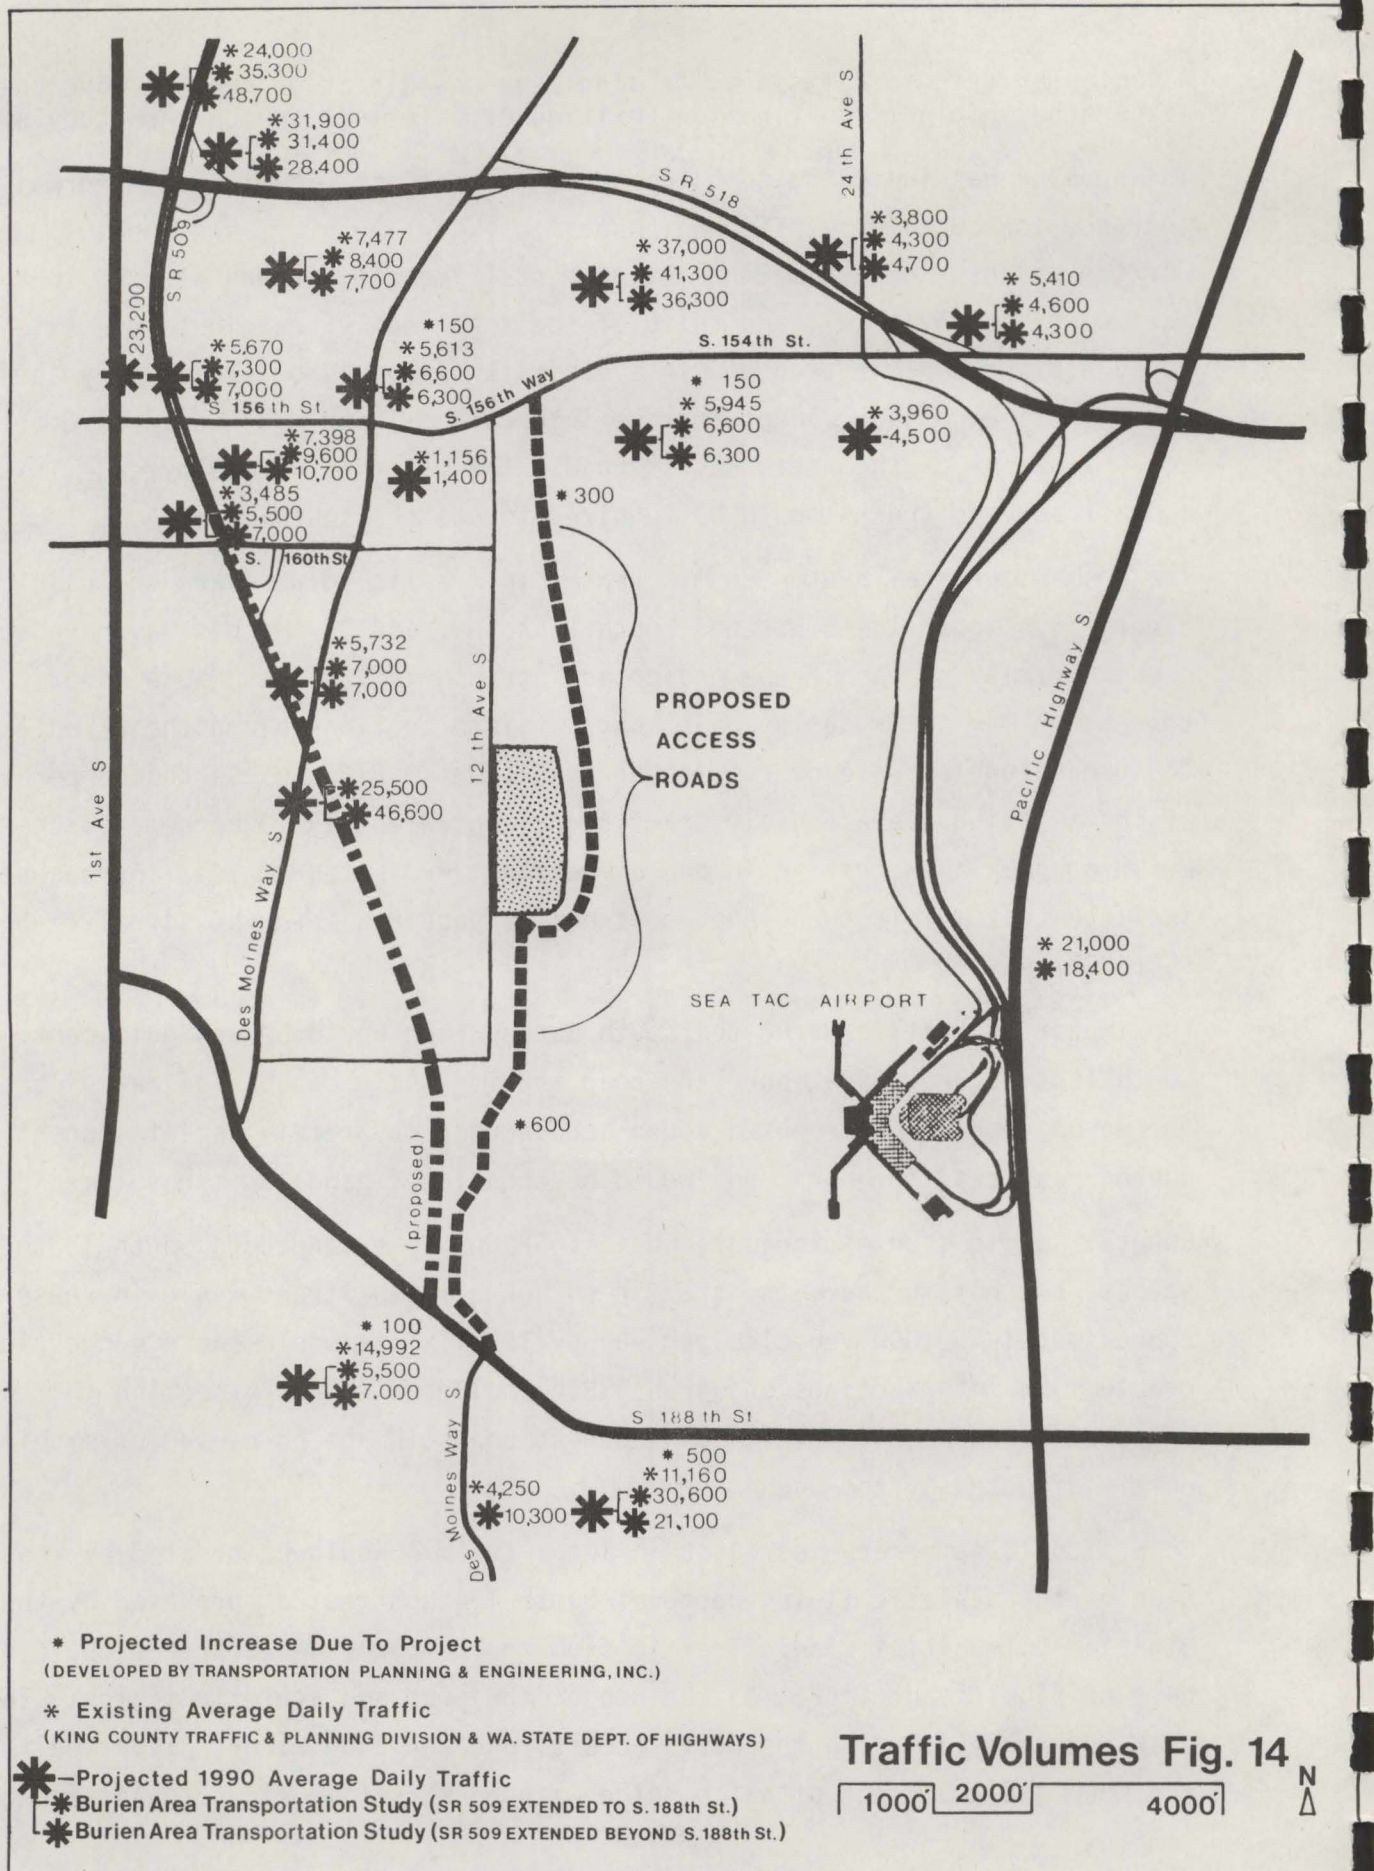 * 24,000
* 35,300
* 48,700
* 31,900
* 31,400
* 28,400
S R 509
S R. 518
24 th Ave S
* 7,477
* 8,400
* 7,700
* 37,000
* 41,300
* 36,300
* 3,800
* 4,300
* 4,700
* 5,410
* 4,600
* 4,300
23,200
* 5,670
* 7,300
* 7,000
* 150
* 5,613
* 6,600
* 6,300
S. 154th St.
S. 156th Way
S 156th St.
* 150
* 5,945
* 6,600
* 6,300
* 3,960
-4,500
* 7,398
* 9,600
* 10,700
* 1,156
1,400
* 3,485
* 5,500
* 7,000
* 300
S. 160th St
* 5,732
* 7,000
* 7,000
12 th Ave S
PROPOSED
ACCESS
ROADS
Pacific Highway S
1st Ave S
* 25,500
* 46,600
Des Moines Way S
* 21,000
* 18,400
SEA TAC AIRPORT
* 600
(proposed)
* 100
* 14,992
* 5,500
* 7,000
S 188 th St
Des Moines Way S
* 4,250
* 10,300
* 500
* 11,160
* 30,600
* 21,100
* Projected Increase Due To Project
(DEVELOPED BY TRANSPORTATION PLANNING & ENGINEERING, INC.)
* Existing Average Daily Traffic
(KING COUNTY TRAFFIC & PLANNING DIVISION & WA. STATE DEPT. OF HIGHWAYS)
* —Projected 1990 Average Daily Traffic
* Burien Area Transportation Study (SR 509 EXTENDED TO S. 188th St.)
* Burien Area Transportation Study (SR 509 EXTENDED BEYOND S. 188th St.)
Traffic Volumes Fig. 14
1000' 2000' 4000'
N